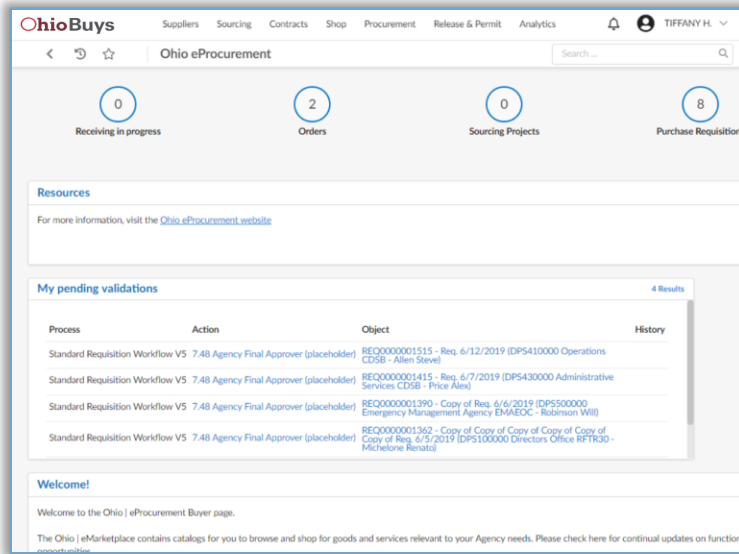 OhioBuys
Suppliers Sourcing Contracts Shop Procurement Release & Permit Analytics TIFFANY H.
Ohio eProcurement Search ...
0 2 0 8
Receiving in progress Orders Sourcing Projects Purchase Requisition
Resources
For more information, visit the Ohio eProcurement website
My pending validations 4 Results
Process Action Object History
Standard Requisition Workflow V5 7.48 Agency Final Approver (placeholder) REQ0000001515 - Req. 6/12/2019 (DPS410000 Operations
CDSB - Allen Steve)
Standard Requisition Workflow V5 7.48 Agency Final Approver (placeholder) REQ0000001415 - Req. 6/7/2019 (DPS430000 Administrative
Services CDSB - Price Alex)
Standard Requisition Workflow V5 7.48 Agency Final Approver (placeholder) REQ0000001390 - Copy of Req. 6/6/2019 (DPS500000
Emergency Management Agency EMAEOC - Robinson Will)
Standard Requisition Workflow V5 7.48 Agency Final Approver (placeholder) REQ0000001362 - Copy of Copy of Copy of Copy of Copy of
Copy of Req. 6/5/2019 (DPS100000 Directors Office RFTR30 -
Michelone Renato)
Welcome!
Welcome to the Ohio | eProcurement Buyer page.
The Ohio | eMarketplace contains catalogs for you to browse and shop for goods and services relevant to your Agency needs. Please check here for continual updates on function
opportunities